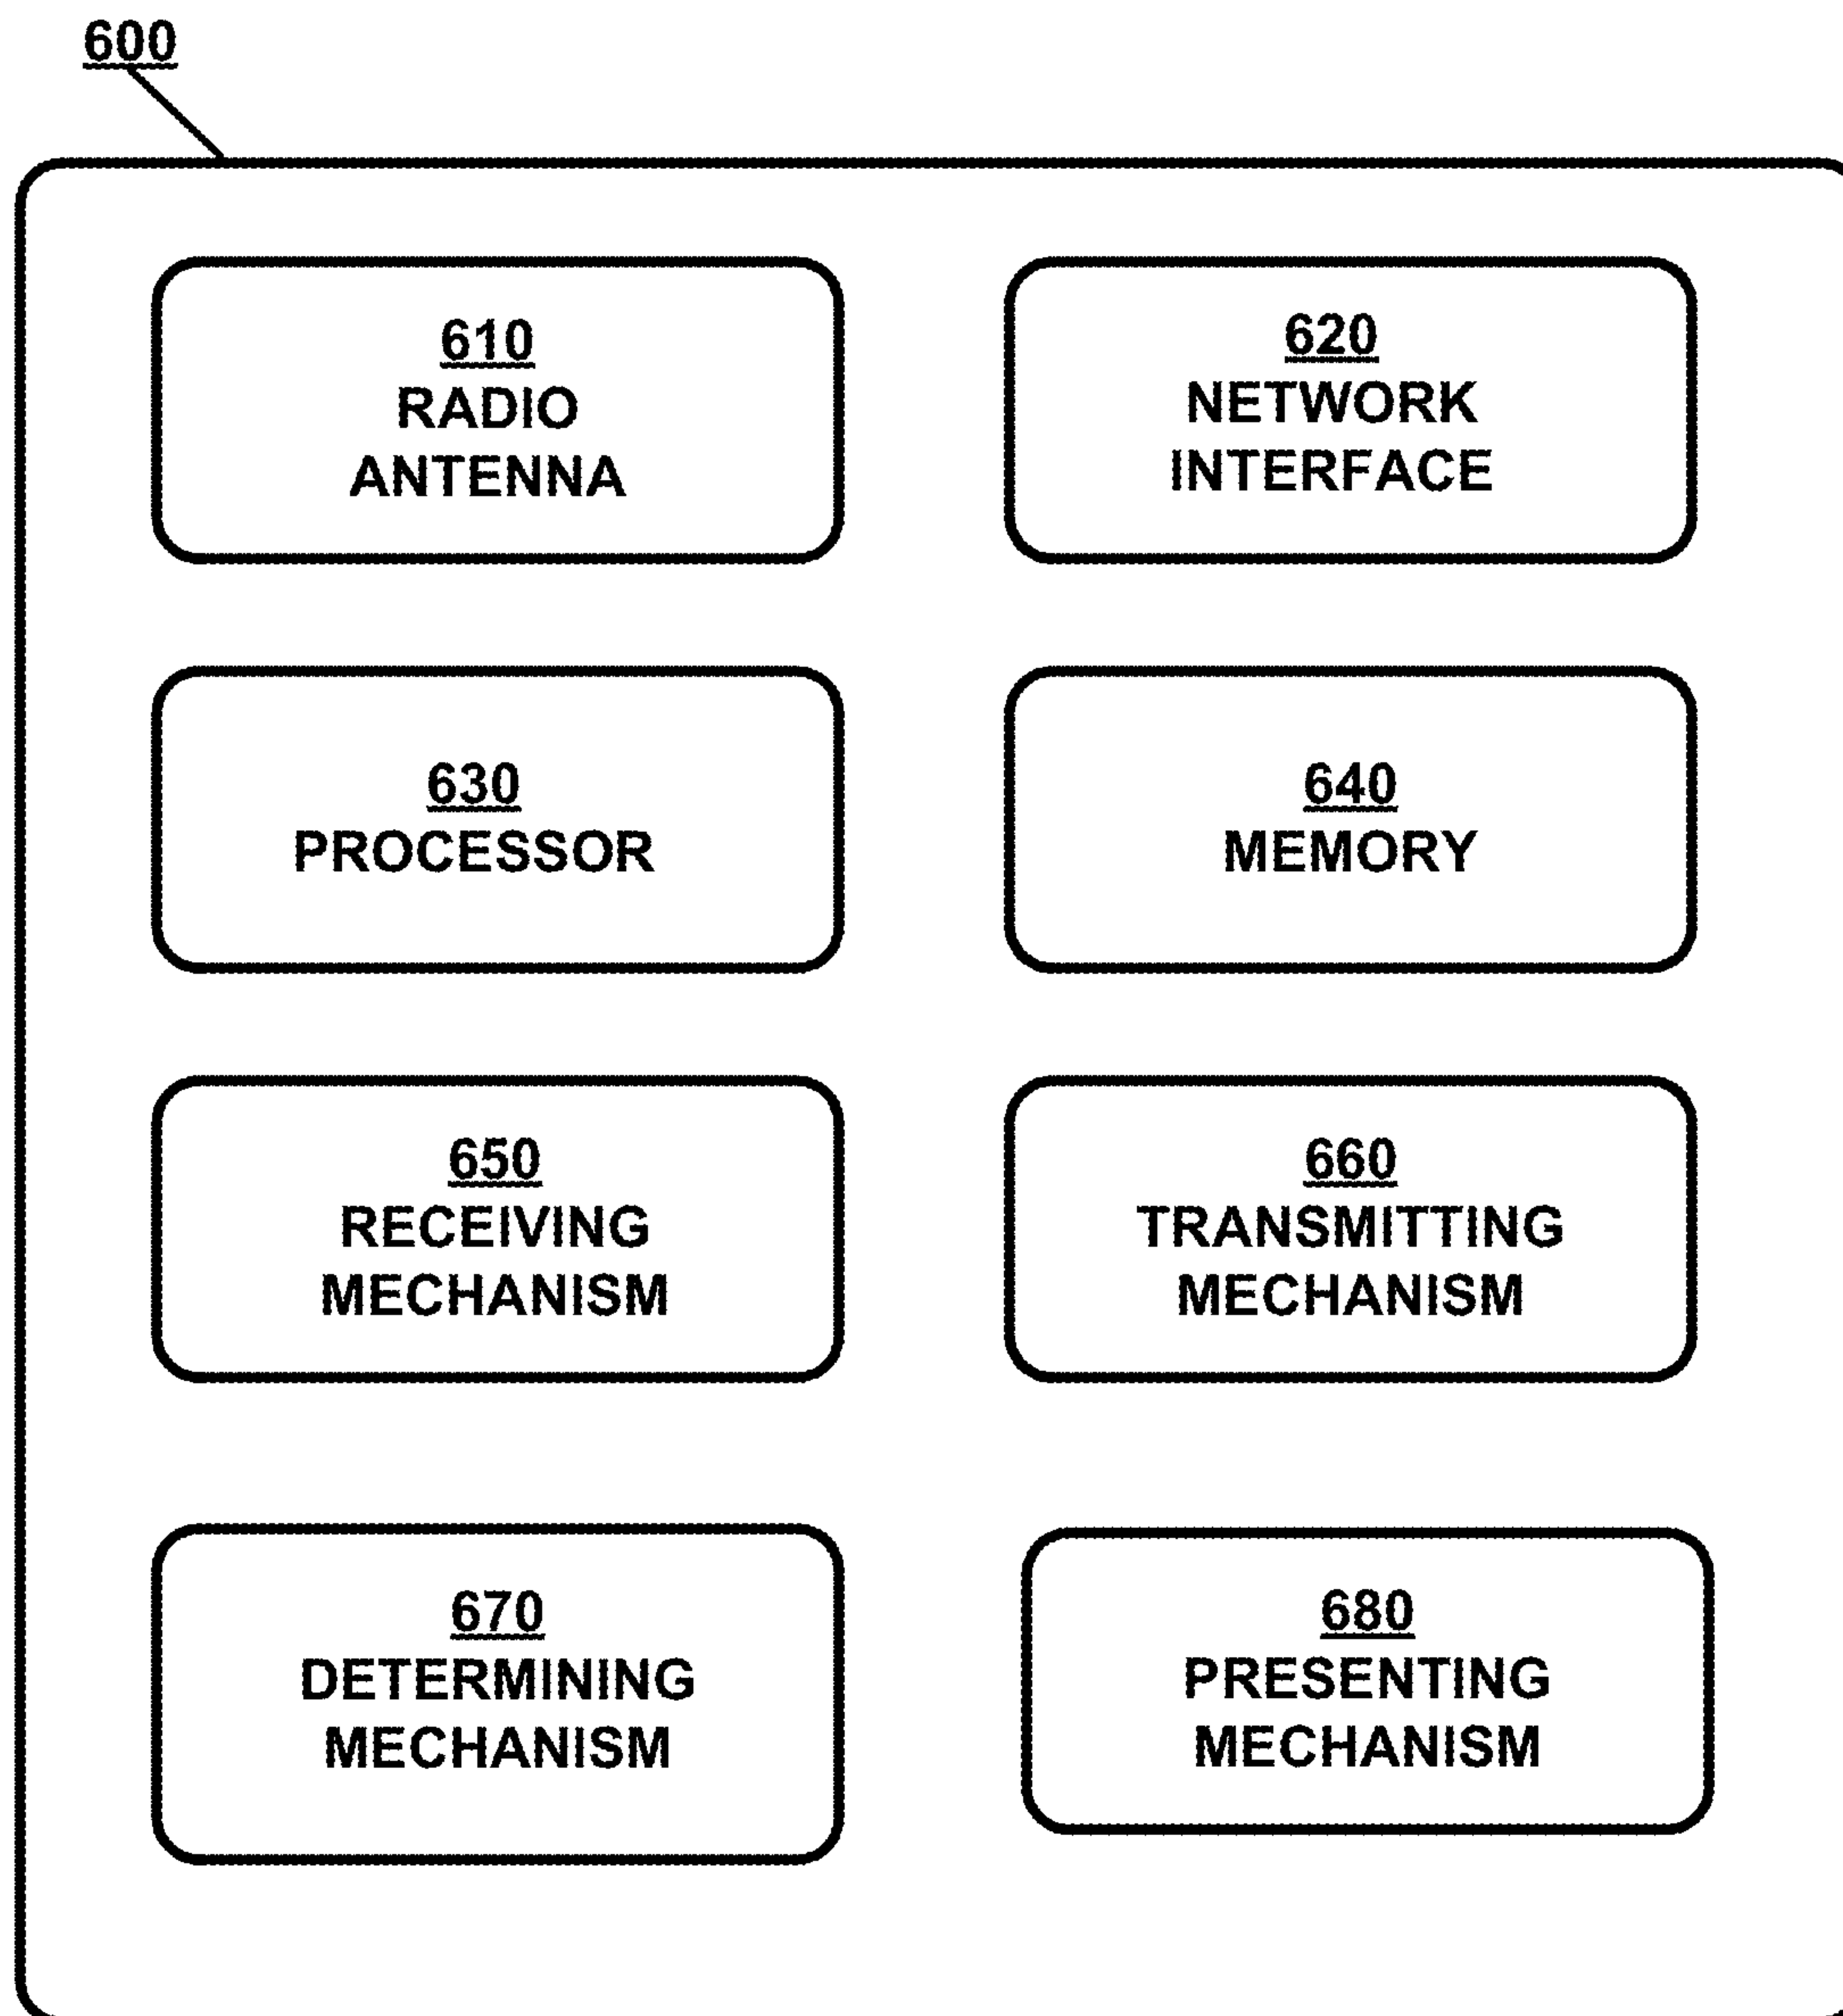 600
610
RADIO
ANTENNA
620
NETWORK
INTERFACE
630
PROCESSOR
640
MEMORY
650
RECEIVING
MECHANISM
660
TRANSMITTING
MECHANISM
670
DETERMINING
MECHANISM
680
PRESENTING
MECHANISM